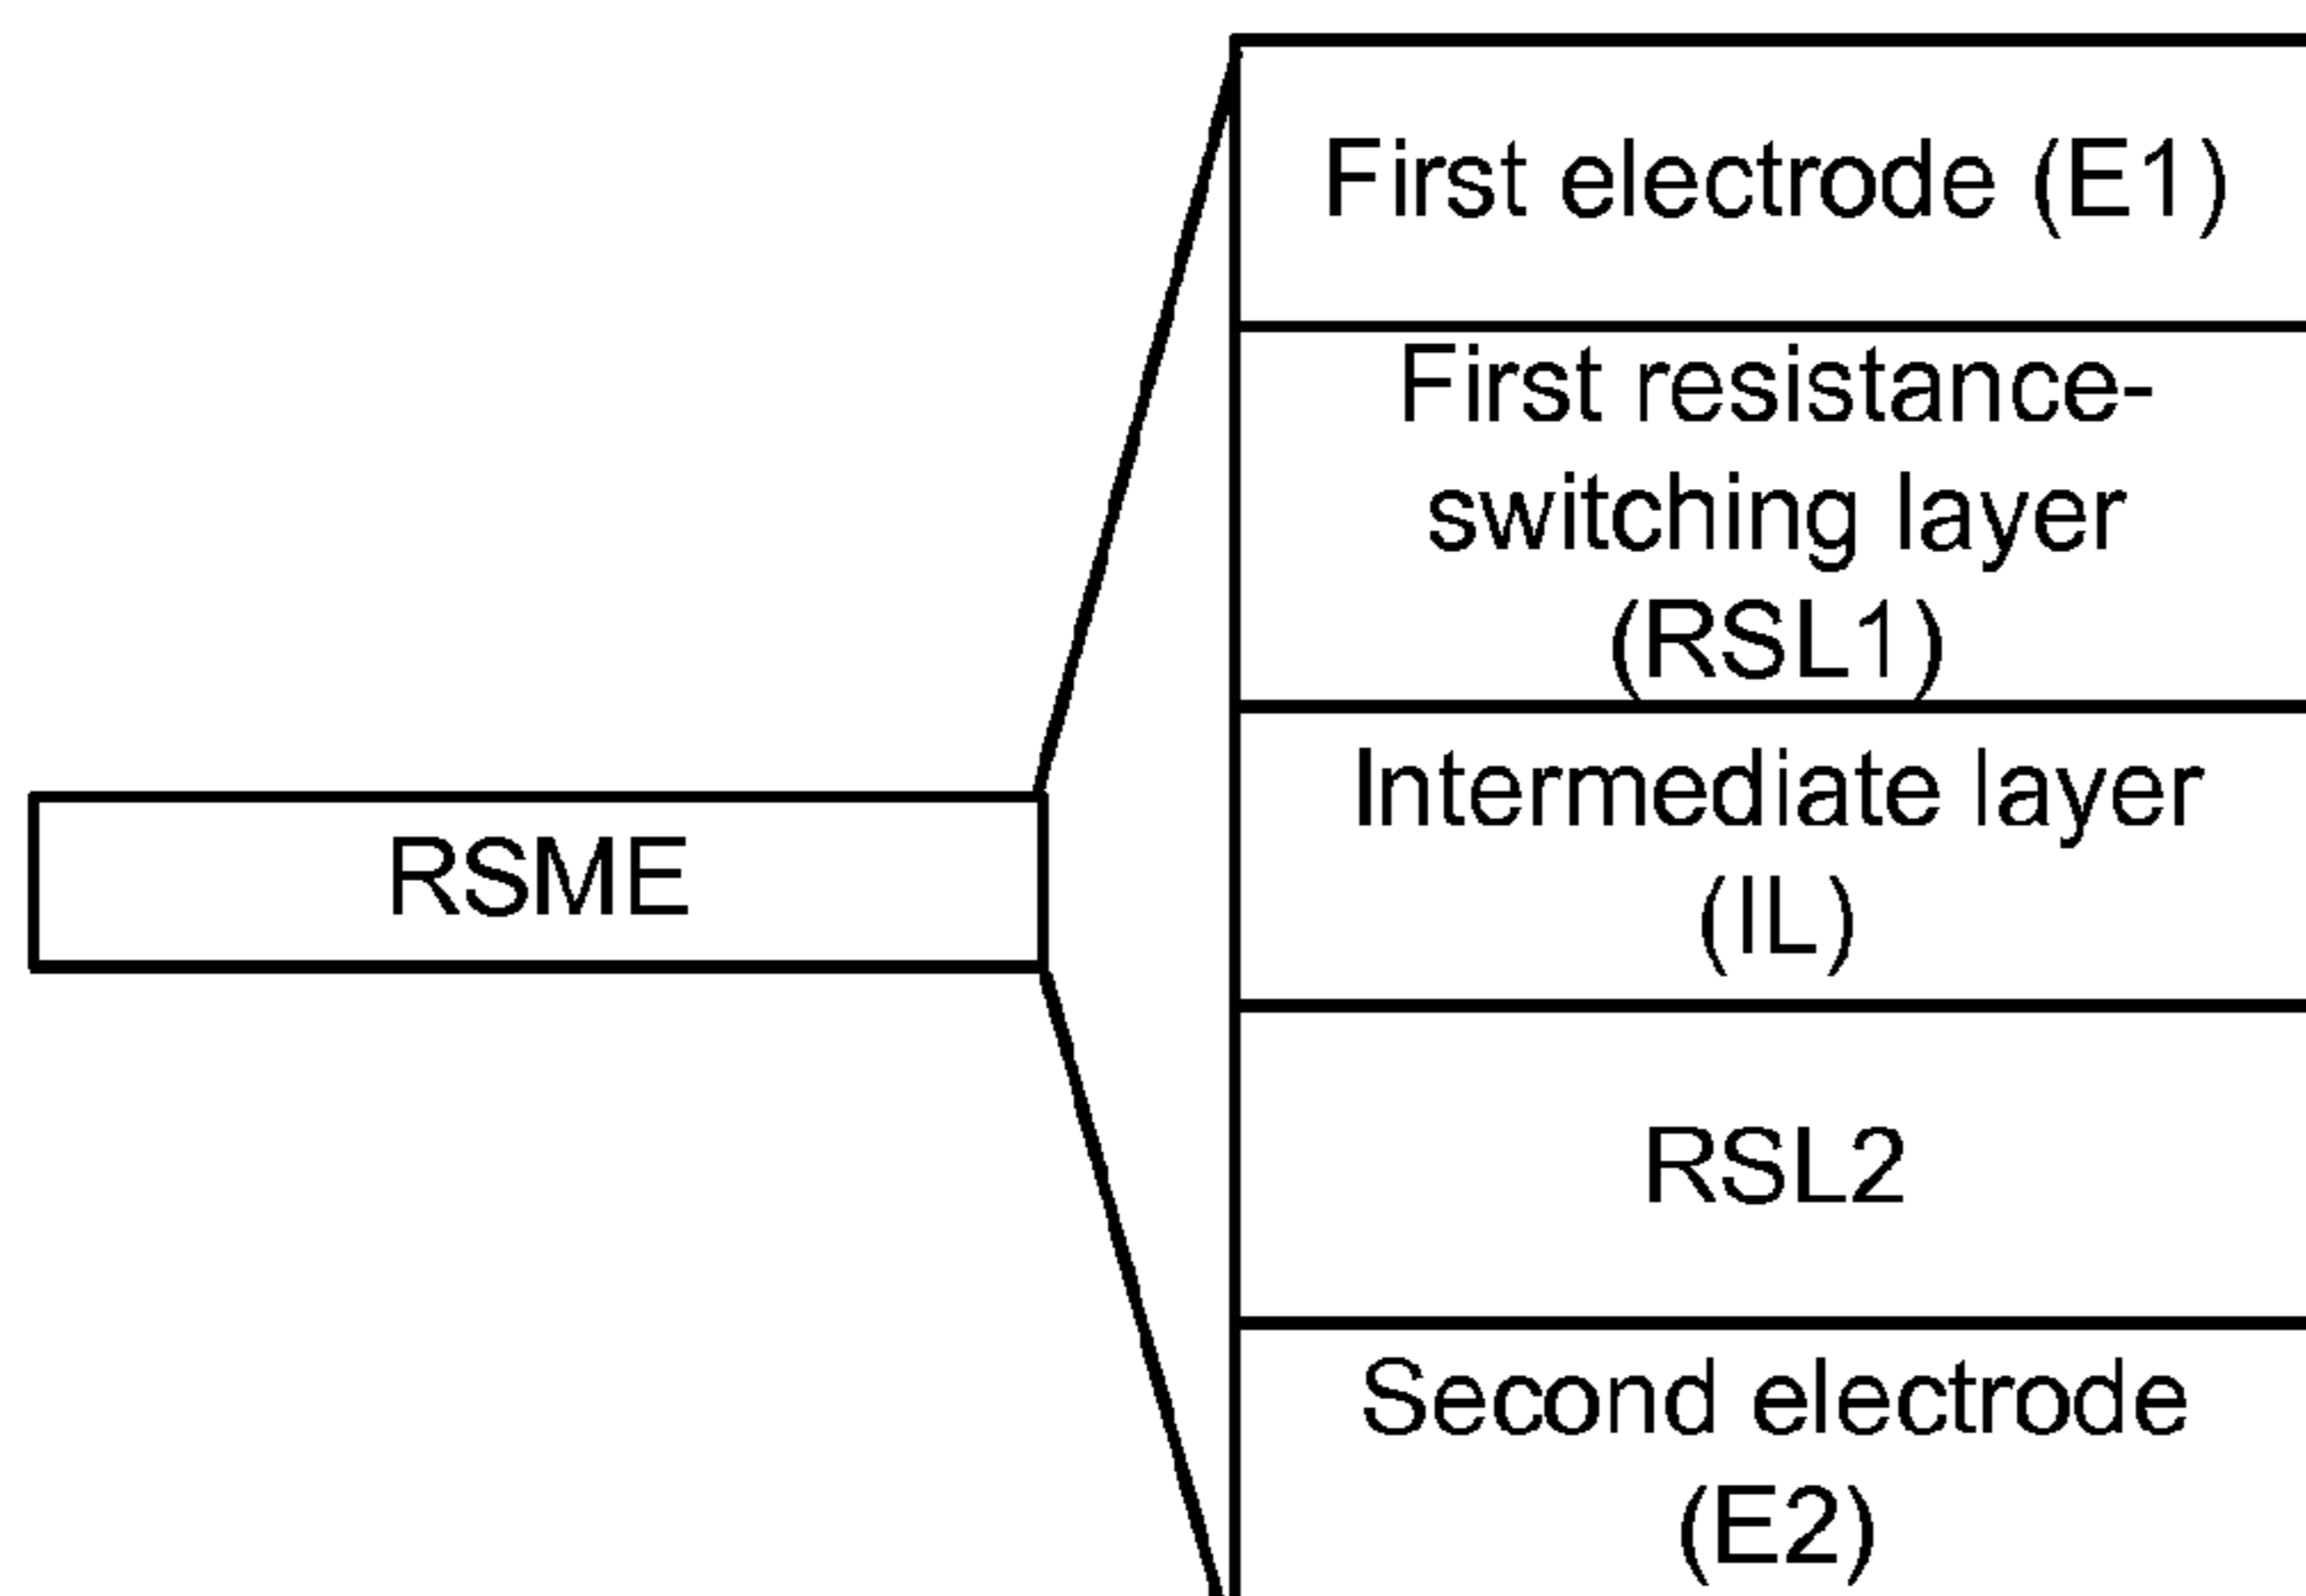 First electrode (E1)
First resistance-
switching layer
(RSL1)
Intermediate layer
(IL)
RSME
RSL2
Second electrode
(E2)